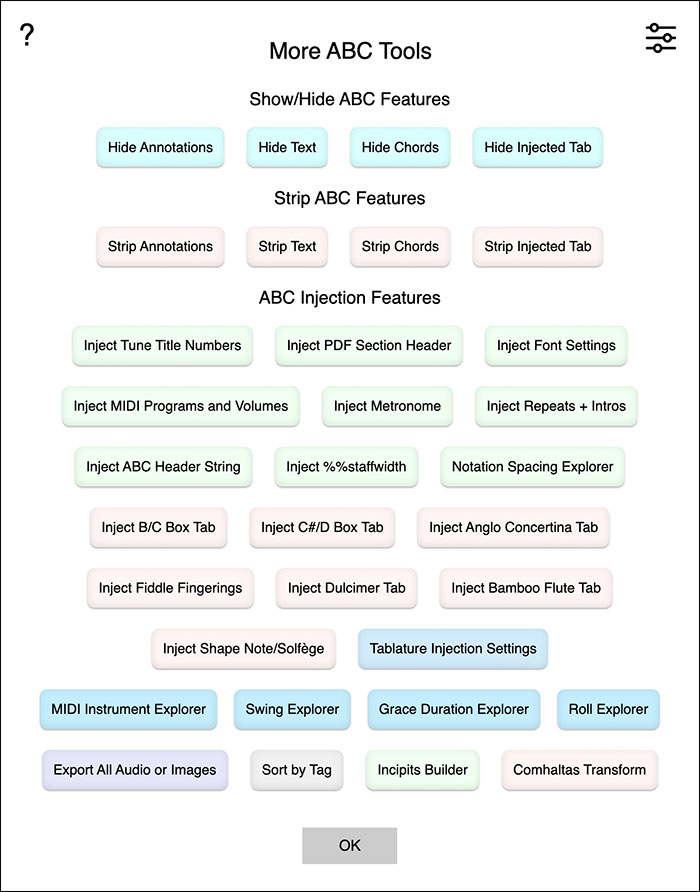 ?
More ABC Tools
Show/Hide ABC Features
Hide Annotations Hide Text Hide Chords Hide Injected Tab
Strip ABC Features
Strip Annotations Strip Text Strip Chords Strip Injected Tab
ABC Injection Features
Inject Tune Title Numbers Inject PDF Section Header Inject Font Settings
Inject MIDI Programs and Volumes Inject Metronome Inject Repeats + Intros
Inject ABC Header String Inject %%staffwidth Notation Spacing Explorer
Inject B/C Box Tab Inject C#/D Box Tab Inject Anglo Concertina Tab
Inject Fiddle Fingerings Inject Dulcimer Tab Inject Bamboo Flute Tab
Inject Shape Note/Solfège Tablature Injection Settings
MIDI Instrument Explorer Swing Explorer Grace Duration Explorer Roll Explorer
Export All Audio or Images Sort by Tag Incipits Builder Comhaltas Transform
OK